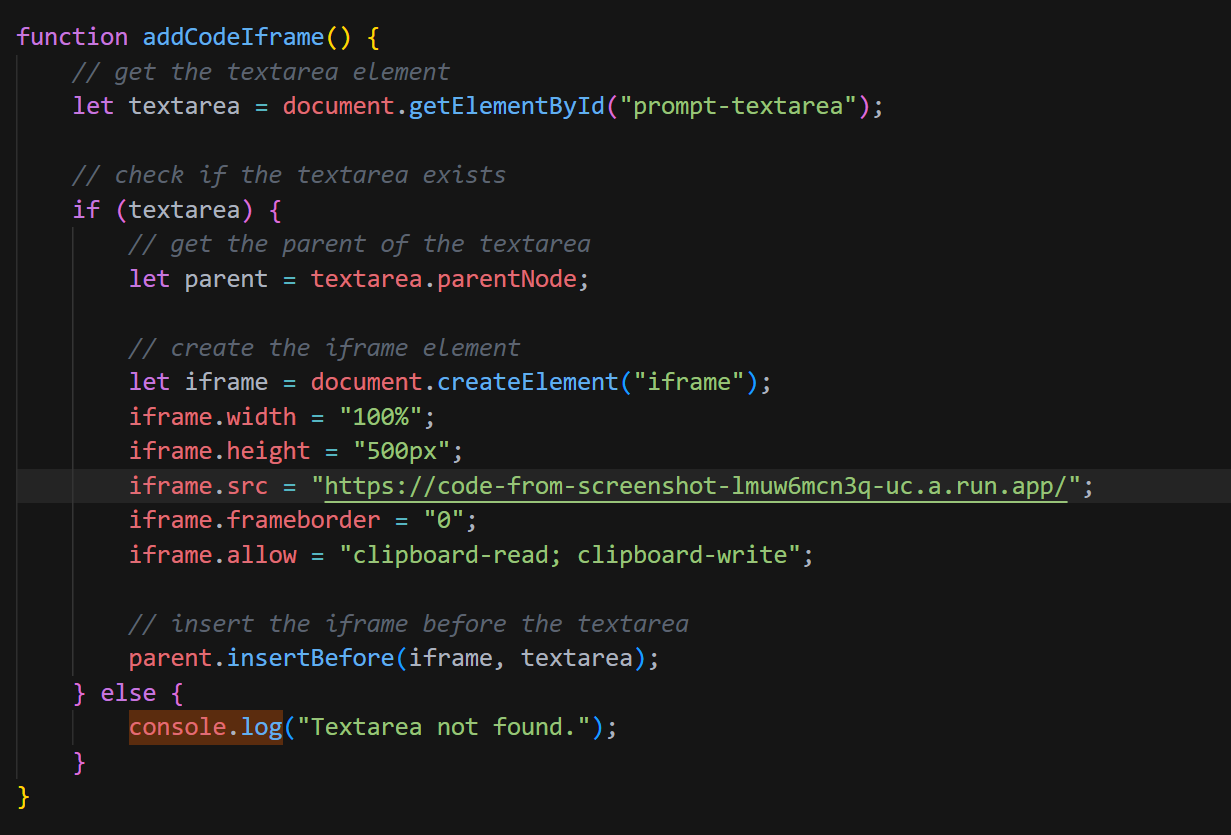 function addCodeIframe() {
    // get the textarea element
    let textarea = document.getElementById("prompt-textarea");

    // check if the textarea exists
    if (textarea) {
        // get the parent of the textarea
        let parent = textarea.parentNode;

        // create the iframe element
        let iframe = document.createElement("iframe");
        iframe.width = "100%";
        iframe.height = "500px";
        iframe.src = "https://code-from-screenshot-lmuw6mcn3q-uc.a.run.app/";
        iframe.frameborder = "0";
        iframe.allow = "clipboard-read; clipboard-write";

        // insert the iframe before the textarea
        parent.insertBefore(iframe, textarea);
    } else {
        console.log("Textarea not found.");
    }
}